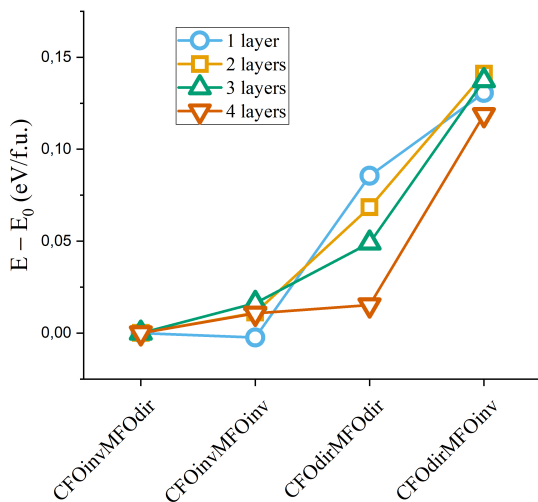 1 layer
2 layers
3 layers
4 layers
0,15
0,10
0,05
0,00
E − E0 (eV/f.u.)
CFOinvMFOdir
CFOinvMFOinv
CFOdirMFOdir
CFOdirMFOinv